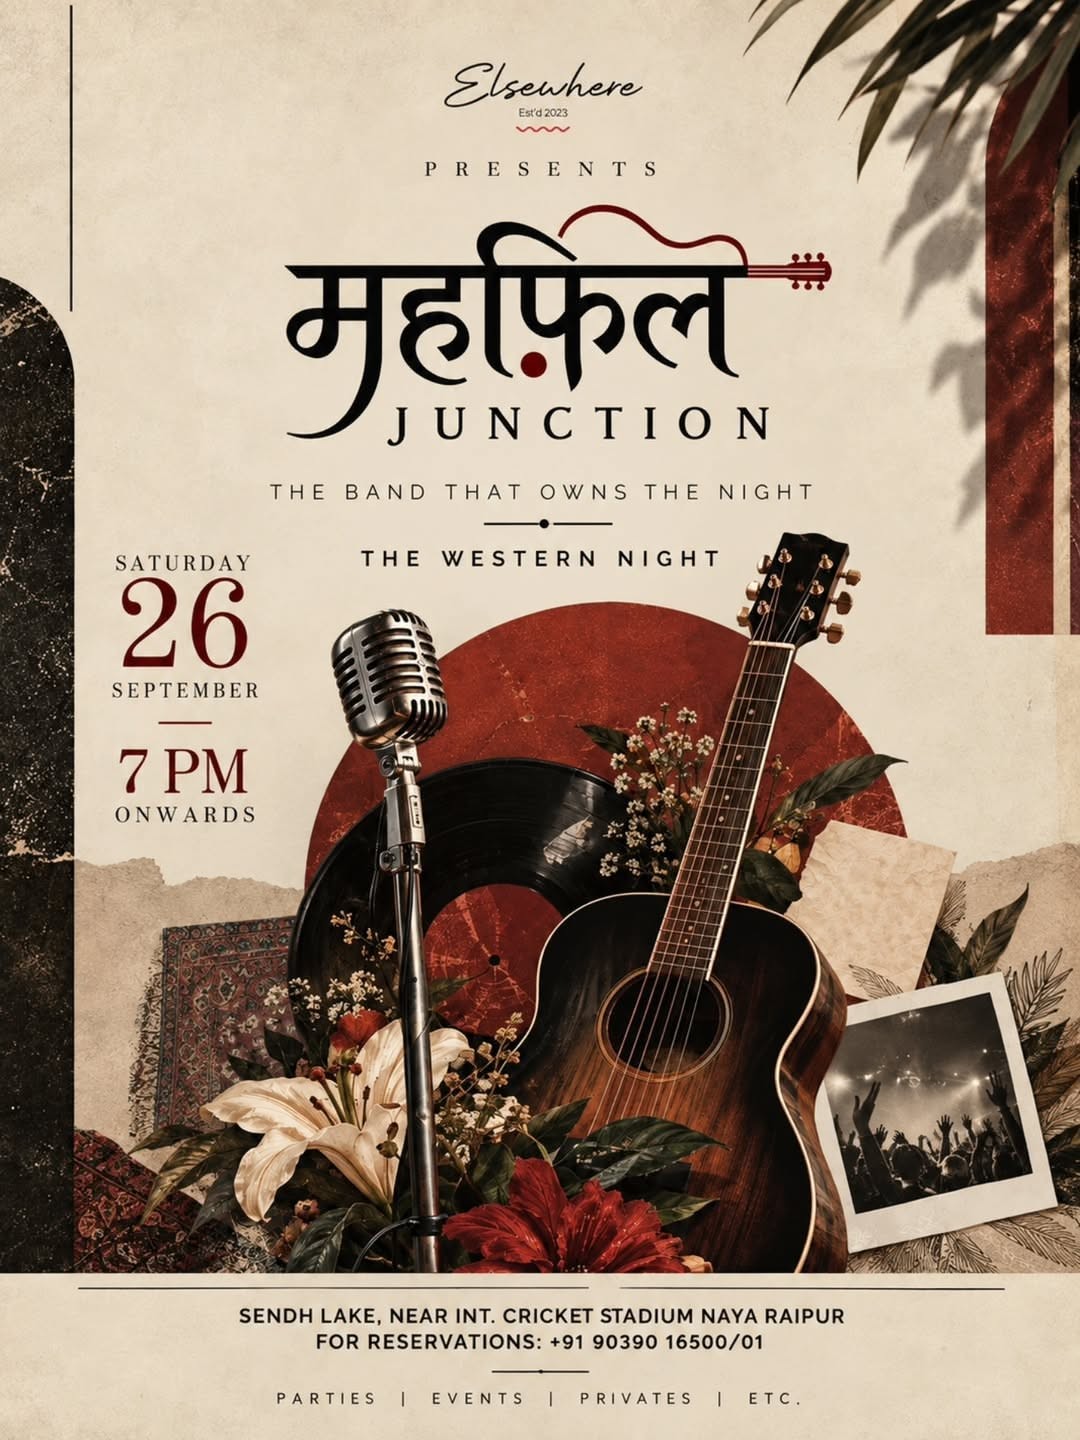 Elsewhere
Est'd 2023
PRESENTS
महफ़िल
JUNCTION
THE BAND THAT OWNS THE NIGHT
THE WESTERN NIGHT
SATURDAY
26
SEPTEMBER
7 PM
ONWARDS
SENDH LAKE, NEAR INT. CRICKET STADIUM NAYA RAIPUR
FOR RESERVATIONS: +91 90390 16500/01
PARTIES | EVENTS | PRIVATES | ETC.